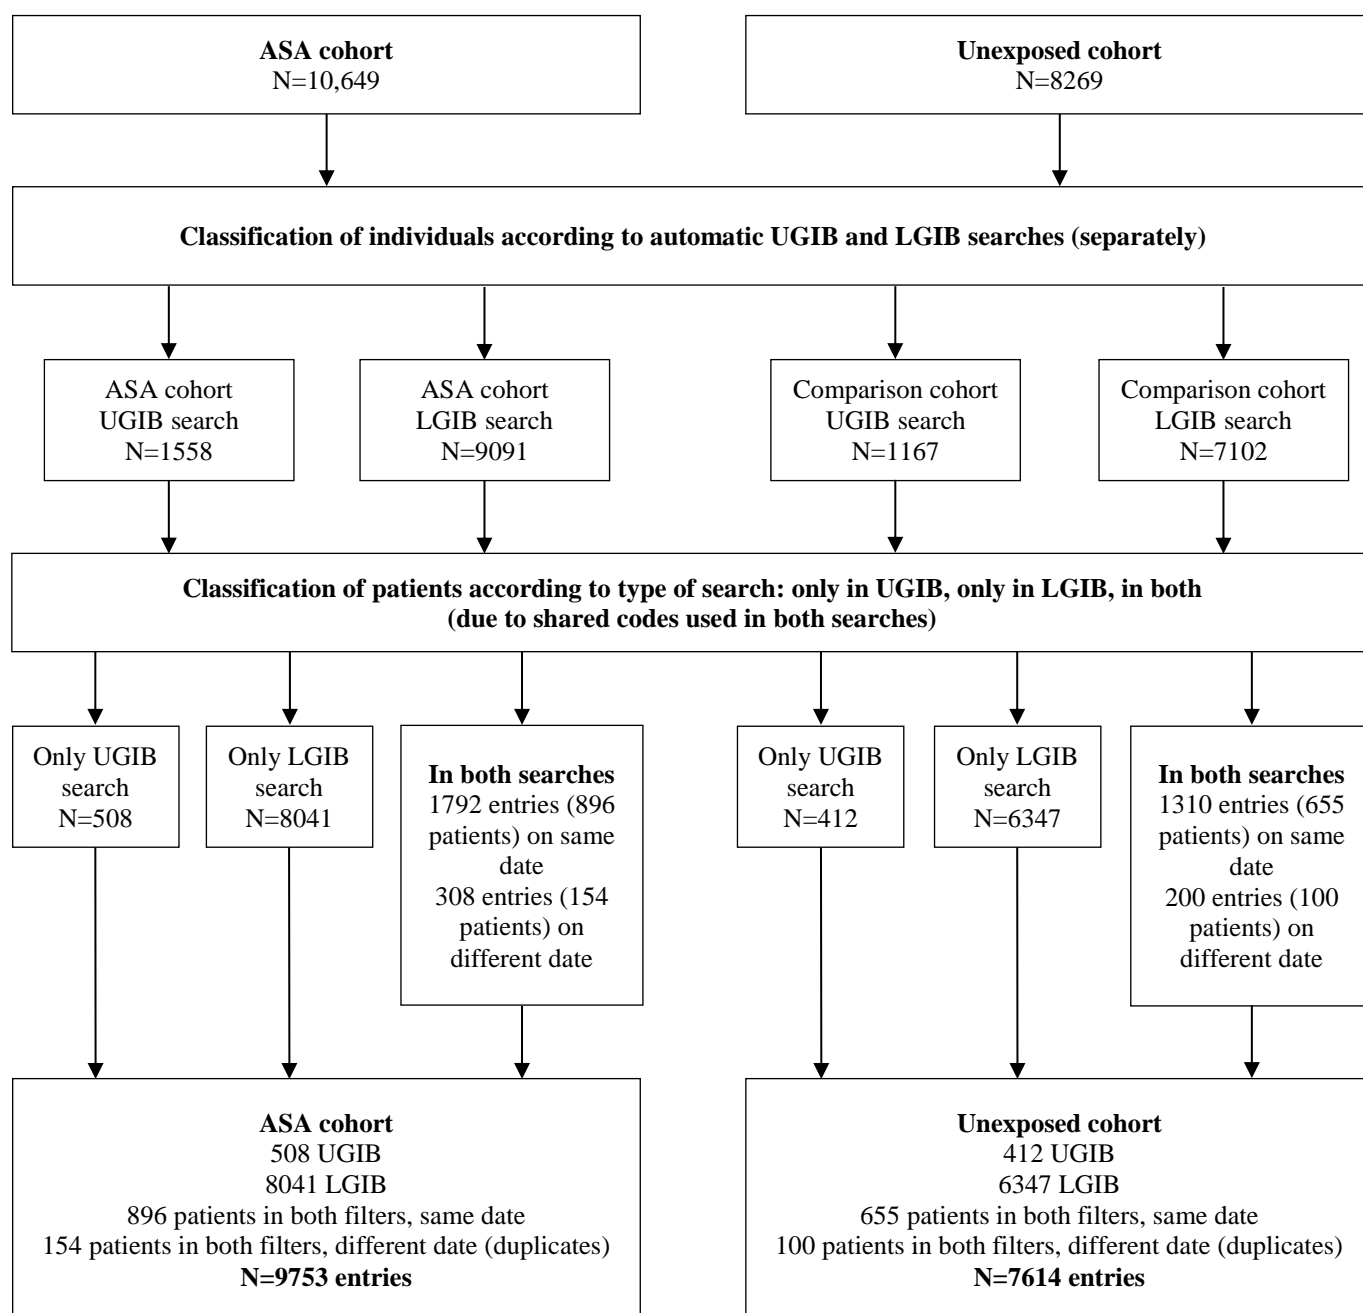 ASA cohort
N=10,649
Unexposed cohort
N=8269
Classification of individuals according to automatic UGIB and LGIB searches (separately)
ASA cohort
UGIB search
N=1558
ASA cohort
LGIB search
N=9091
Comparison cohort
UGIB search
N=1167
Comparison cohort
LGIB search
N=7102
Classification of patients according to type of search: only in UGIB, only in LGIB, in both
(due to shared codes used in both searches)
Only UGIB
search
N=508
Only LGIB
search
N=8041
In both searches
1792 entries (896
patients) on same
date
308 entries (154
patients) on
different date
Only UGIB
search
N=412
Only LGIB
search
N=6347
In both searches
1310 entries (655
patients) on same
date
200 entries (100
patients) on
different date
ASA cohort
508 UGIB
8041 LGIB
896 patients in both filters, same date
154 patients in both filters, different date (duplicates)
N=9753 entries
Unexposed cohort
412 UGIB
6347 LGIB
655 patients in both filters, same date
100 patients in both filters, different date (duplicates)
N=7614 entries